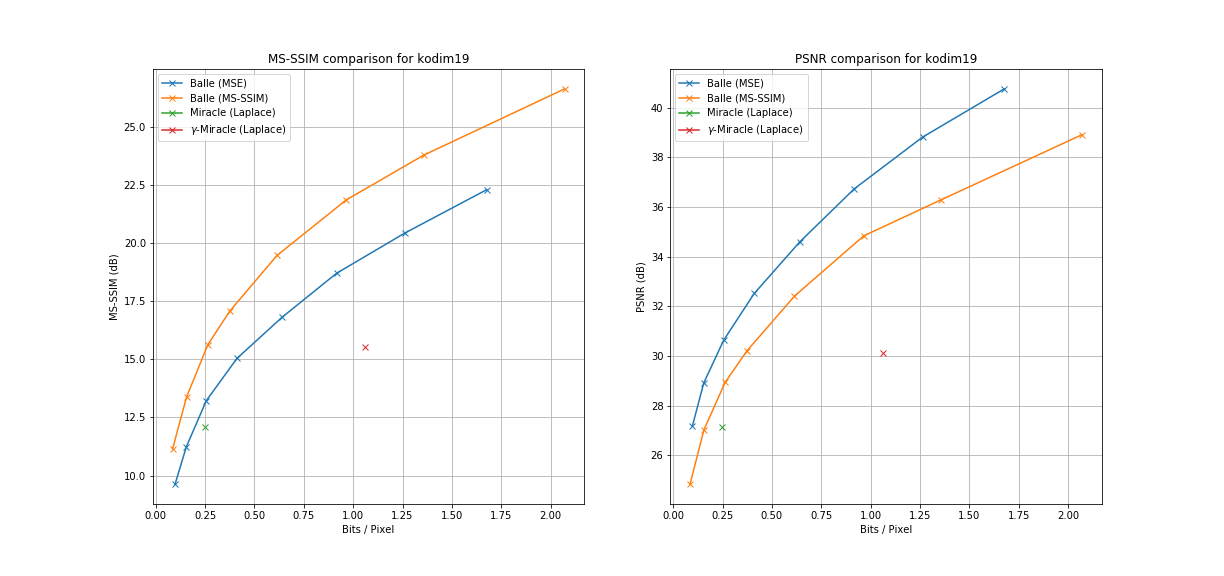 MS-SSIM comparison for kodim19
Balle (MSE)
Balle (MS-SSIM)
Miracle (Laplace)
γ-Miracle (Laplace)
MS-SSIM (dB)
25.0
22.5
20.0
17.5
15.0
12.5
10.0
0.00 0.25 0.50 0.75 1.00 1.25 1.50 1.75 2.00
Bits / Pixel
PSNR comparison for kodim19
Balle (MSE)
Balle (MS-SSIM)
Miracle (Laplace)
γ-Miracle (Laplace)
PSNR (dB)
40
38
36
34
32
30
28
26
0.00 0.25 0.50 0.75 1.00 1.25 1.50 1.75 2.00
Bits / Pixel